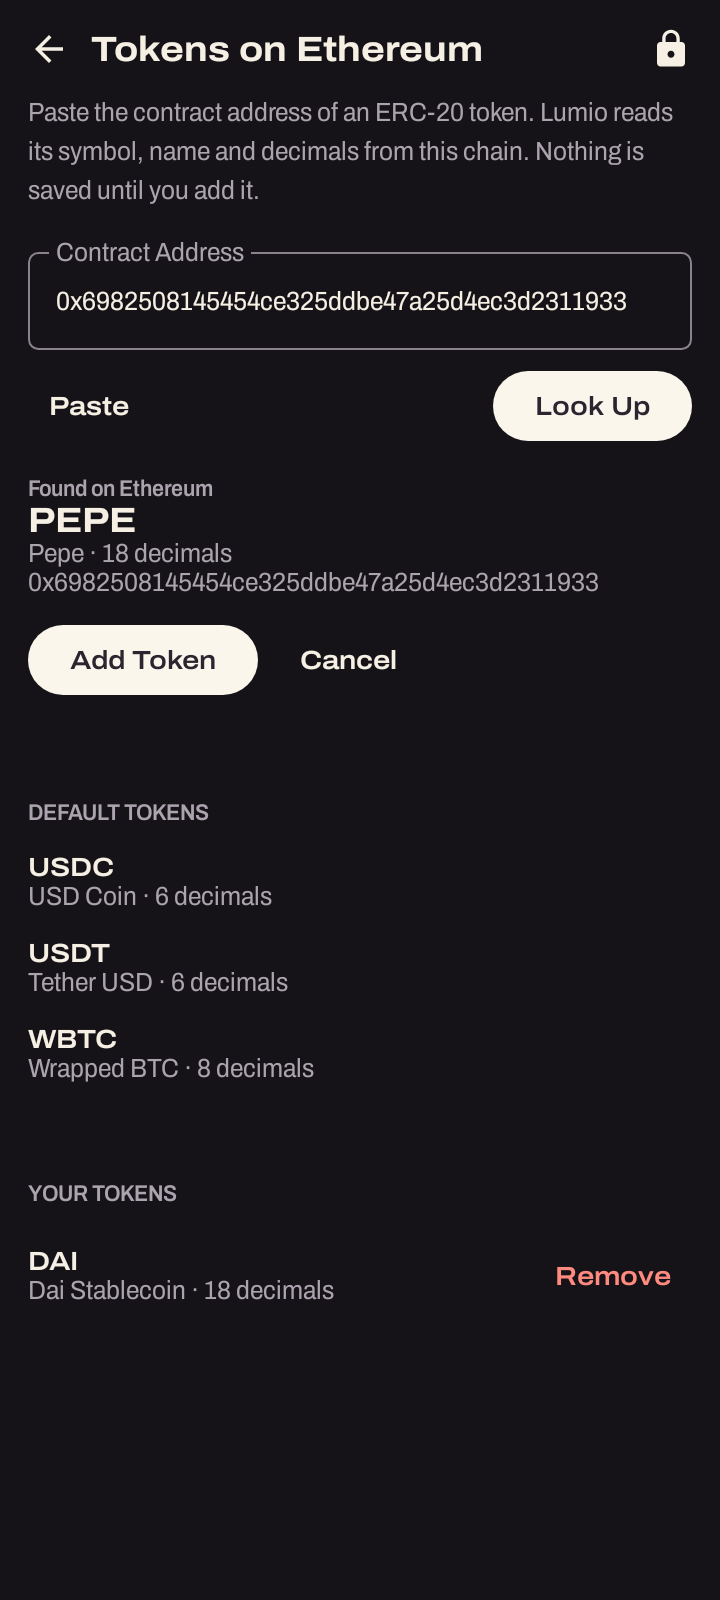 Tokens on Ethereum
Paste the contract address of an ERC-20 token. Lumio reads
its symbol, name and decimals from this chain. Nothing is
saved until you add it.
Contract Address
0x6982508145454ce325ddbe47a25d4ec3d2311933
Paste
Look Up
Found on Ethereum
PEPE
Pepe · 18 decimals
0x6982508145454ce325ddbe47a25d4ec3d2311933
Add Token
Cancel
DEFAULT TOKENS
USDC
USD Coin · 6 decimals
USDT
Tether USD · 6 decimals
WBTC
Wrapped BTC · 8 decimals
YOUR TOKENS
DAI
Dai Stablecoin · 18 decimals
Remove